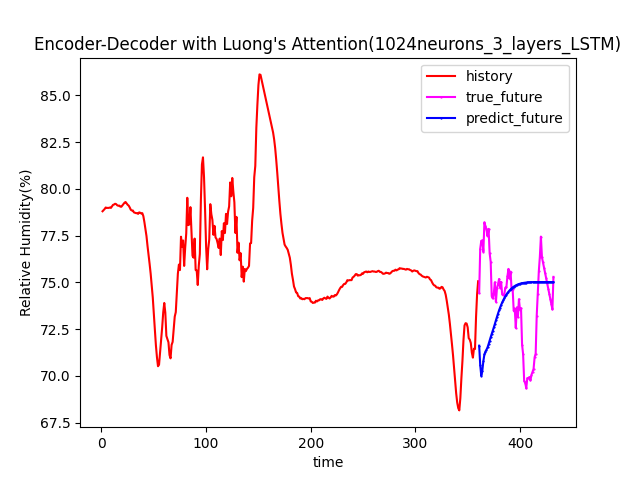 Encoder-Decoder with Luong's Attention(1024neurons_3_layers_LSTM)
history
true_future
predict_future
85.0
82.5
80.0
77.5
75.0
72.5
70.0
67.5
Relative Humidity(%)
0 100 200 300 400
time